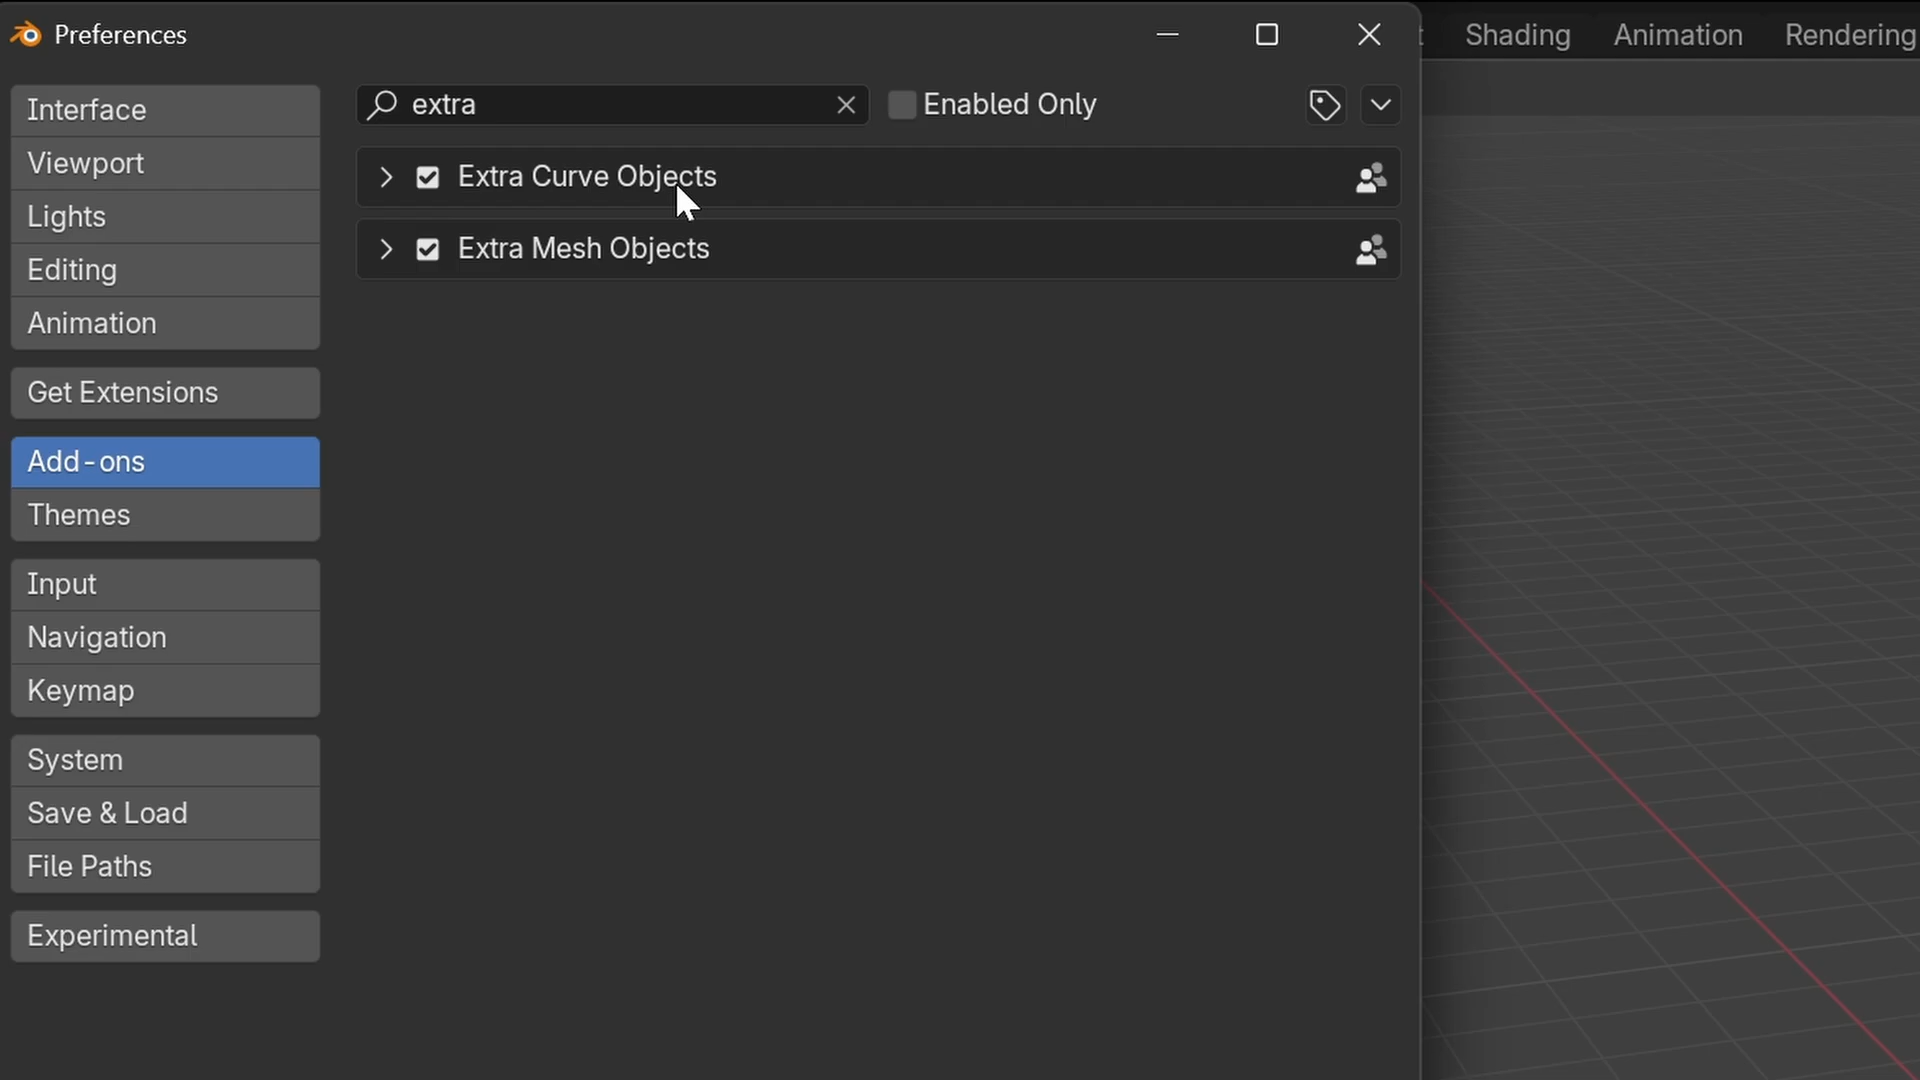 Preferences
Shading Animation Rendering
Interface
Viewport
Lights
Editing
Animation
Get Extensions
Add-ons
Themes
Input
Navigation
Keymap
System
Save & Load
File Paths
Experimental
extra
Enabled Only
Extra Curve Objects
Extra Mesh Objects